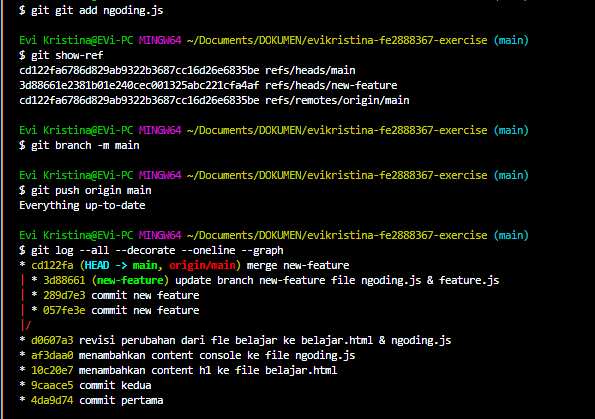 $ git git add ngoding.js
Evi Kristina@EVi-PC MINGW64 ~/Documents/DOKUMEN/evikristina-fe2888367-exercise (main)
$ git show-ref
cd122fa6786d829ab9322b3687cc16d26e6835be refs/heads/main
3d88661e2381b01e240cec001325abc221cfa4af refs/heads/new-feature
cd122fa6786d829ab9322b3687cc16d26e6835be refs/remotes/origin/main
Evi Kristina@EVi-PC MINGW64 ~/Documents/DOKUMEN/evikristina-fe2888367-exercise (main)
$ git branch -m main
Evi Kristina@EVi-PC MINGW64 ~/Documents/DOKUMEN/evikristina-fe2888367-exercise (main)
$ git push origin main
Everything up-to-date
Evi Kristina@EVi-PC MINGW64 ~/Documents/DOKUMEN/evikristina-fe2888367-exercise (main)
$ git log --all --decorate --oneline --graph
* cd122fa (HEAD -> main, origin/main) merge new-feature
| * 3d88661 (new-feature) update branch new-feature file ngoding.js & feature.js
| * 289d7e3 commit new feature
| * 057fe3e commit new feature
|/
* d0607a3 revisi perubahan dari fle belajar ke belajar.html & ngoding.js
* af3daa0 menambahkan content console ke file ngoding.js
* 10c20e7 menambahkan content h1 ke file belajar.html
* 9caace5 commit kedua
* 4da9d74 commit pertama